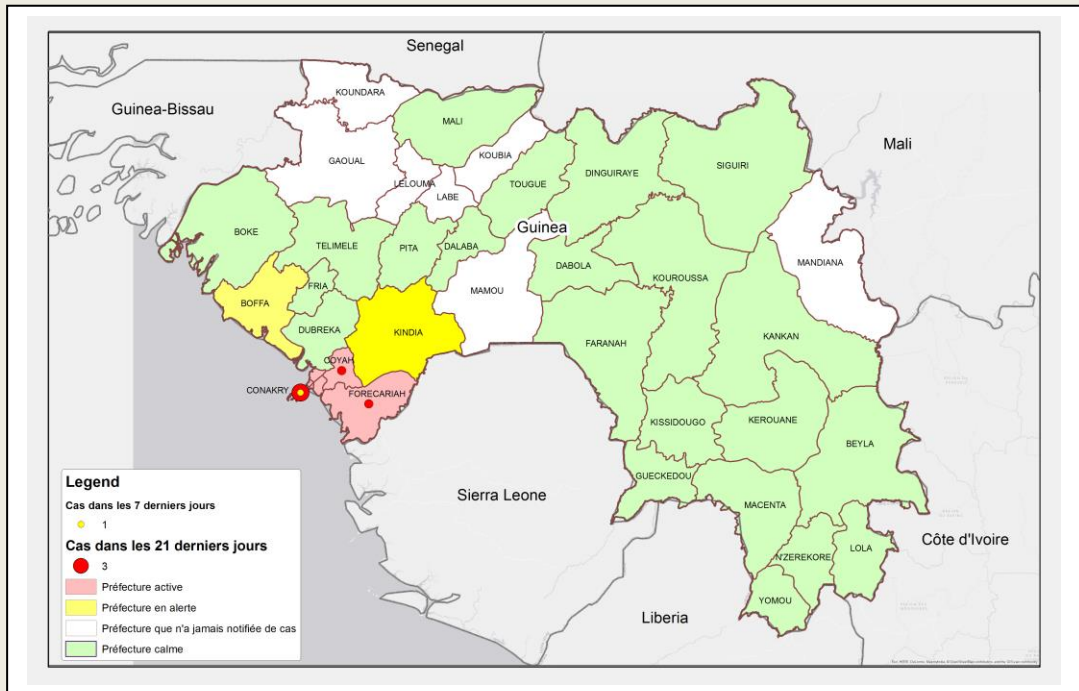 Senegal
Guinea-Bissau
KOUNDARA
MALI
Mali
KOUBIA
SIGUIRI
GAOUAL
DINGUIRAYE
LELOUMA
TOUGUE
LABE
Guinea
BOKE
TELIMELE
PITA
DALABA
MANDIANA
DABOLA
KOUROUSSA
FRIA
MAMOU
BOFFA
DUBREKA
KINDIA
KANKAN
FARANAH
COYAH
CONAKRY
FORECARIAH
KISSIDOUGO
KEROUANE
BEYLA
GUECKEDOU
Sierra Leone
MACENTA
Côte d'Ivoire
LOLA
N'ZEREKORE
YOMOU
Liberia
Legend
Cas dans les 7 derniers jours
1
Cas dans les 21 derniers jours
3
Préfecture active
Préfecture en alerte
Préfecture que n'a jamais notifiée de cas
Préfecture calme